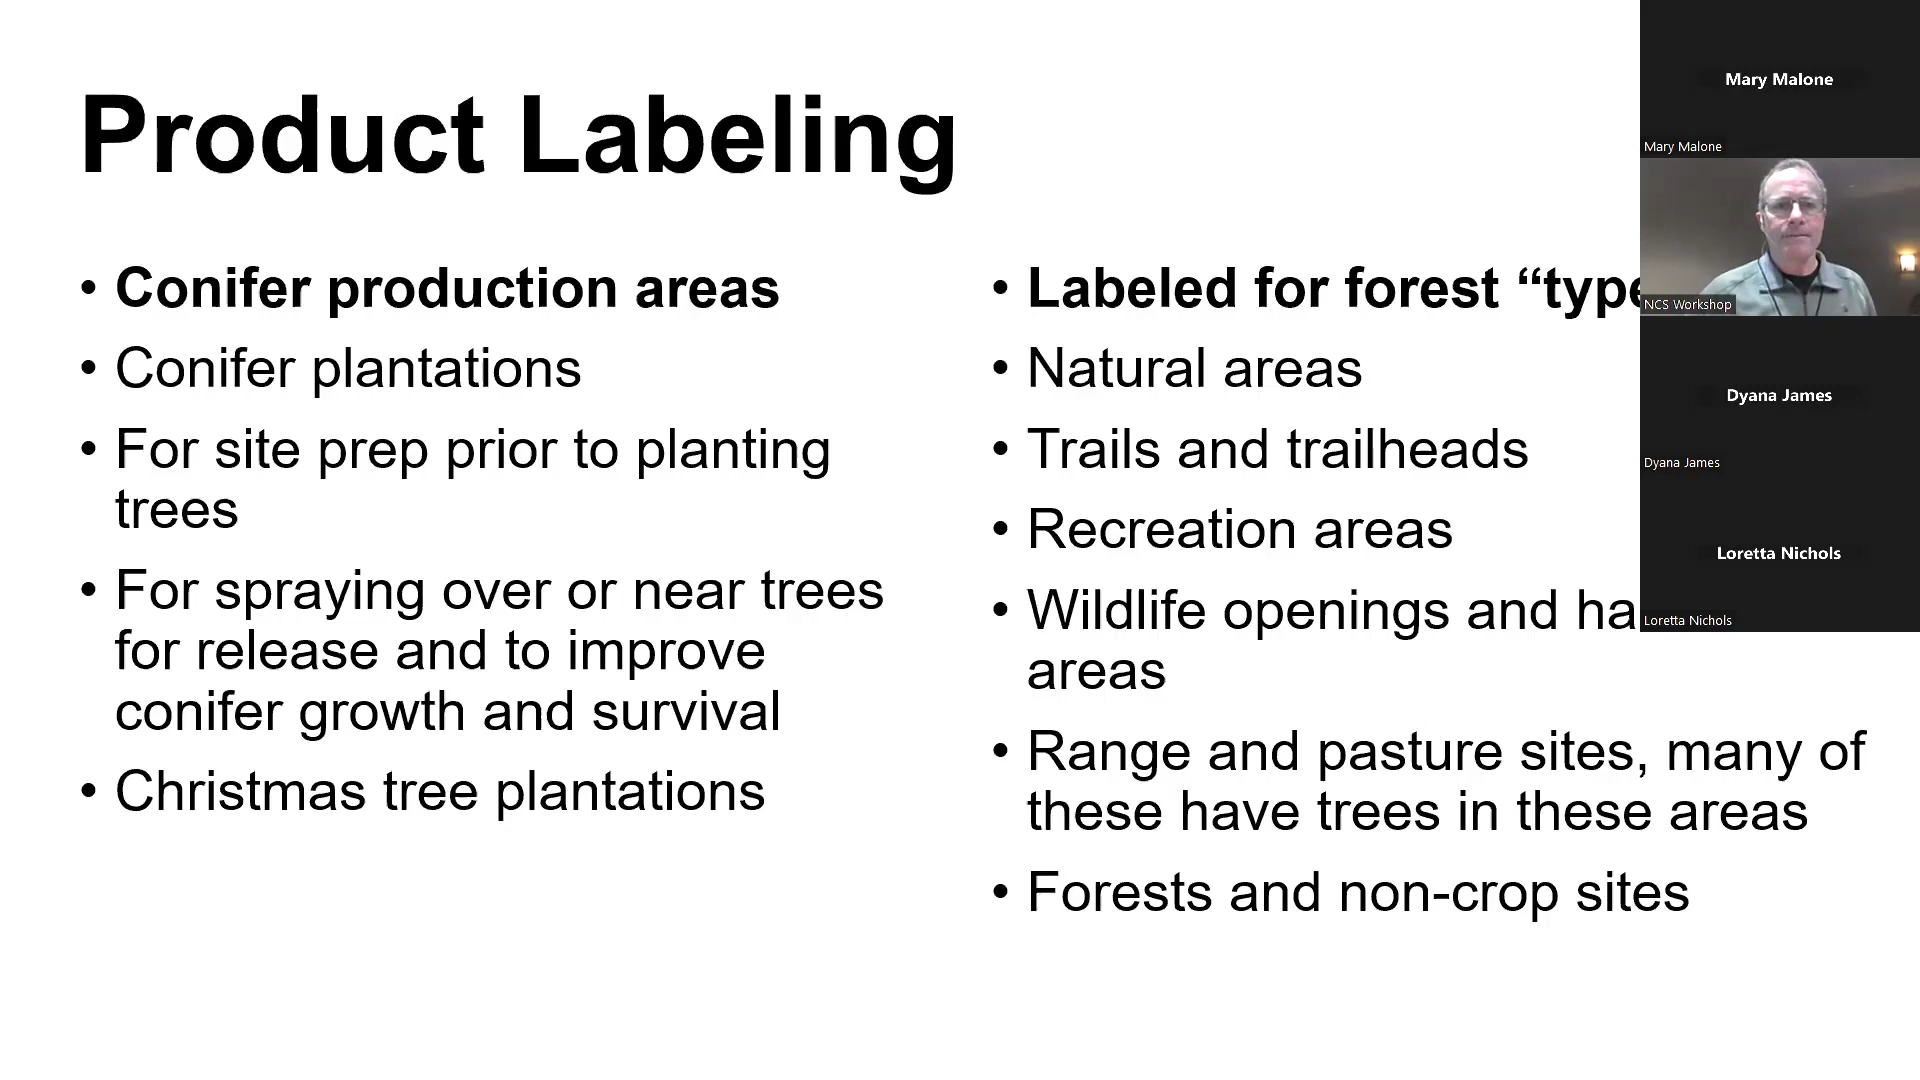 Product Labeling
• Conifer production areas
• Conifer plantations
• For site prep prior to planting
trees
• For spraying over or near trees
for release and to improve
conifer growth and survival
• Christmas tree plantations
• Labeled for forest “type
• Natural areas
• Trails and trailheads
• Recreation areas
• Wildlife openings and ha
areas
• Range and pasture sites, many of
these have trees in these areas
• Forests and non-crop sites
Mary Malone
Mary Malone
NCS Workshop
Dyana James
Dyana James
Loretta Nichols
Loretta Nichols